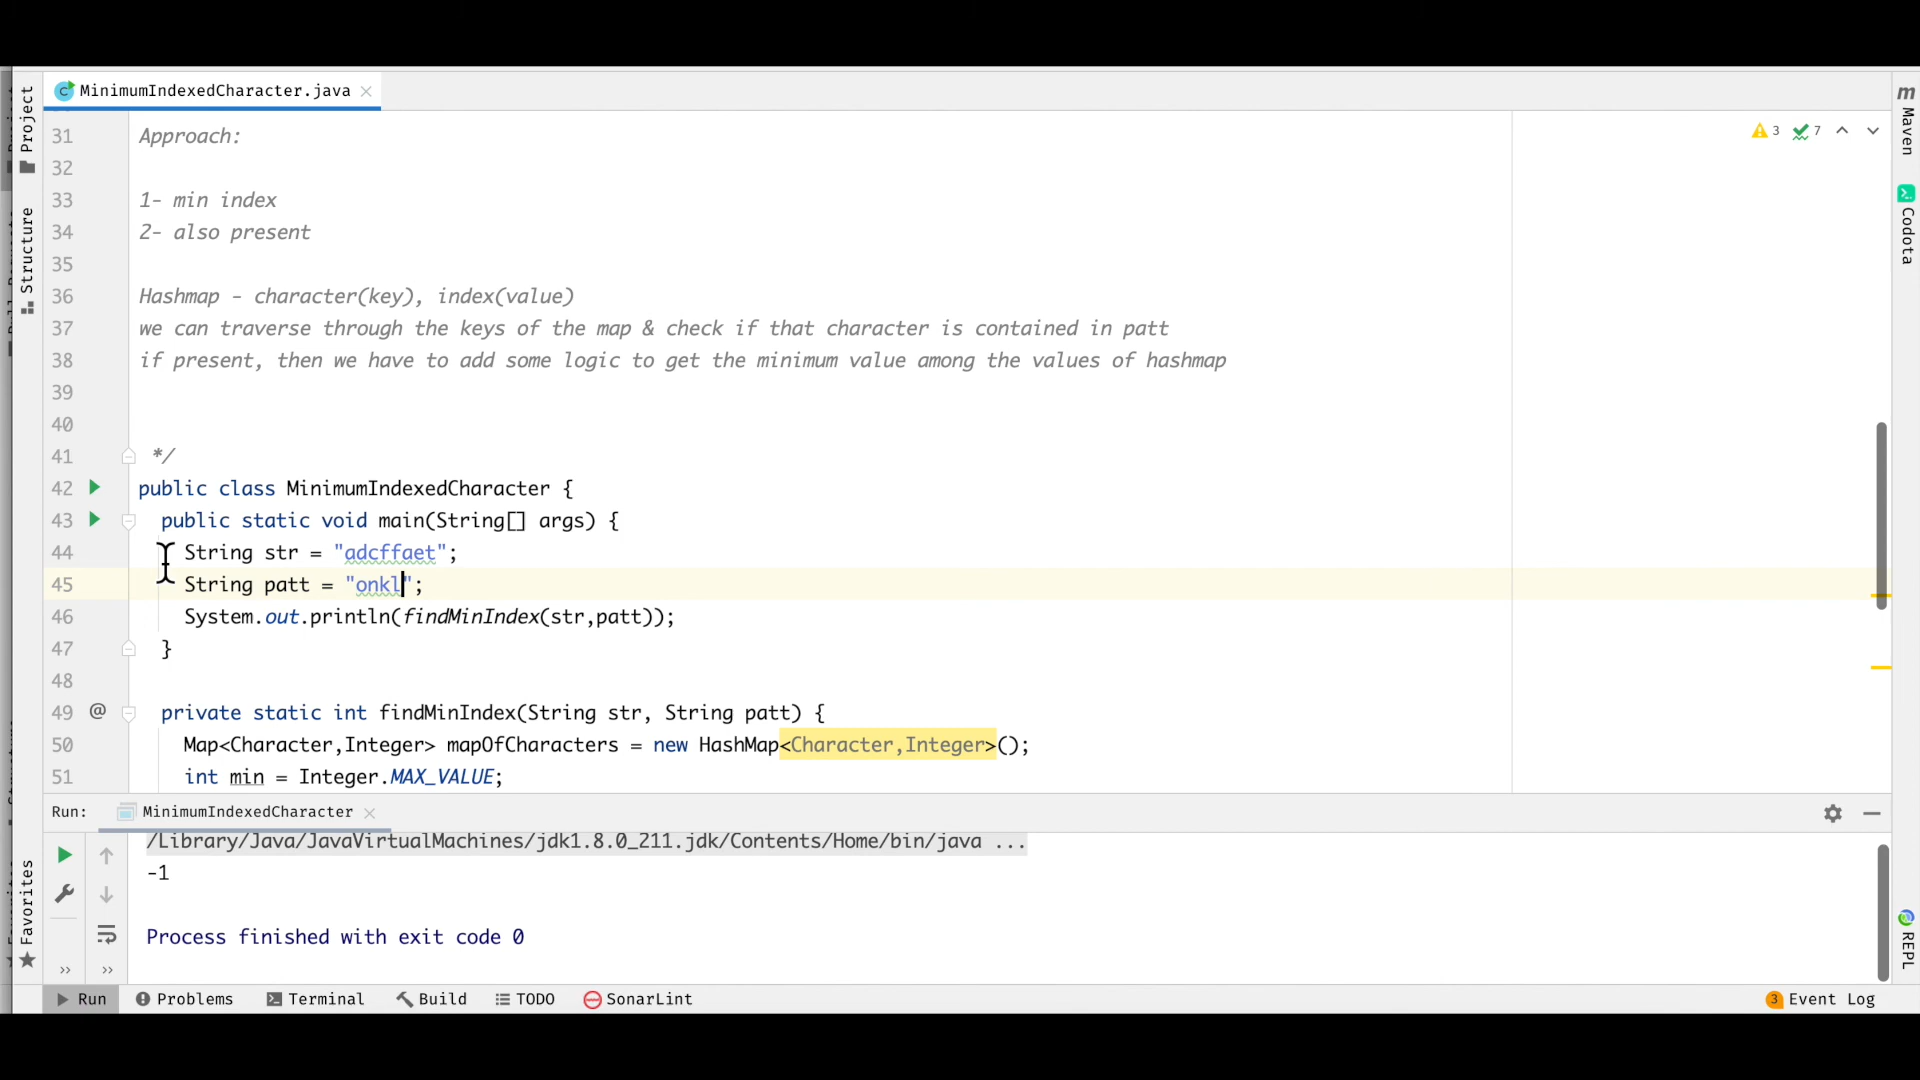 MinimumIndexedCharacter.java
Project
Structure
Favorites
Maven
Codota
REPL
3 7
31 Approach:
32
33 1- min index
34 2- also present
35
36 Hashmap - character(key), index(value)
37 we can traverse through the keys of the map & check if that character is contained in patt
38 if present, then we have to add some logic to get the minimum value among the values of hashmap
39
40
41 */
42 public class MinimumIndexedCharacter {
43 public static void main(String[] args) {
44 String str = "adcffaet";
45 String patt = "onkl";
46 System.out.println(findMinIndex(str,patt));
47 }
48
49 @ private static int findMinIndex(String str, String patt) {
50 Map<Character,Integer> mapOfCharacters = new HashMap<Character,Integer>();
51 int min = Integer.MAX_VALUE;
Run: MinimumIndexedCharacter
/Library/Java/JavaVirtualMachines/jdk1.8.0_211.jdk/Contents/Home/bin/java ...
-1
Process finished with exit code 0
Run Problems Terminal Build TODO SonarLint 3 Event Log